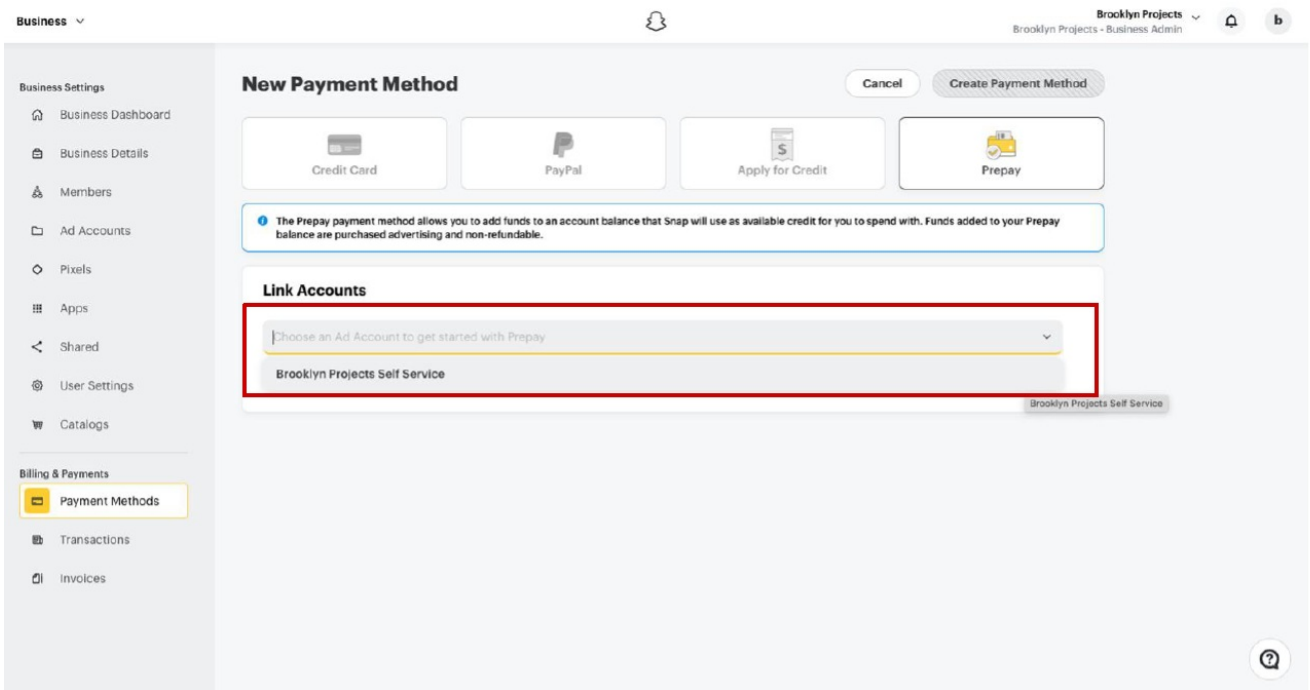 Business
Brooklyn Projects
Brooklyn Projects - Business Admin
b
Business Settings
Business Dashboard
Business Details
Members
Ad Accounts
Pixels
Apps
Shared
User Settings
Catalogs
Billing & Payments
Payment Methods
Transactions
Invoices
New Payment Method
Cancel
Create Payment Method
Credit Card
PayPal
Apply for Credit
Prepay
The Prepay payment method allows you to add funds to an account balance that Snap will use as available credit for you to spend with. Funds added to your Prepay
balance are purchased advertising and non-refundable.
Link Accounts
Choose an Ad Account to get started with Prepay
Brooklyn Projects Self Service
Brooklyn Projects Self Service